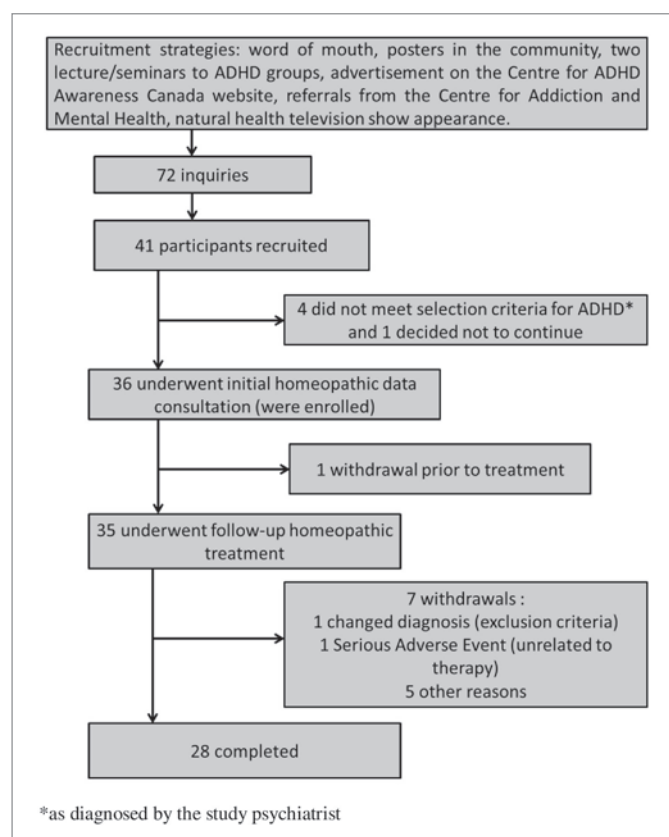 Recruitment strategies: word of mouth, posters in the community, two
lecture/seminars to ADHD groups, advertisement on the Centre for ADHD
Awareness Canada website, referrals from the Centre for Addiction and
Mental Health, natural health television show appearance.
72 inquiries
41 participants recruited
4 did not meet selection criteria for ADHD*
and 1 decided not to continue
36 underwent initial homeopathic data
consultation (were enrolled)
1 withdrawal prior to treatment
35 underwent follow-up homeopathic
treatment
7 withdrawals :
1 changed diagnosis (exclusion criteria)
1 Serious Adverse Event (unrelated to
therapy)
5 other reasons
28 completed
*as diagnosed by the study psychiatrist